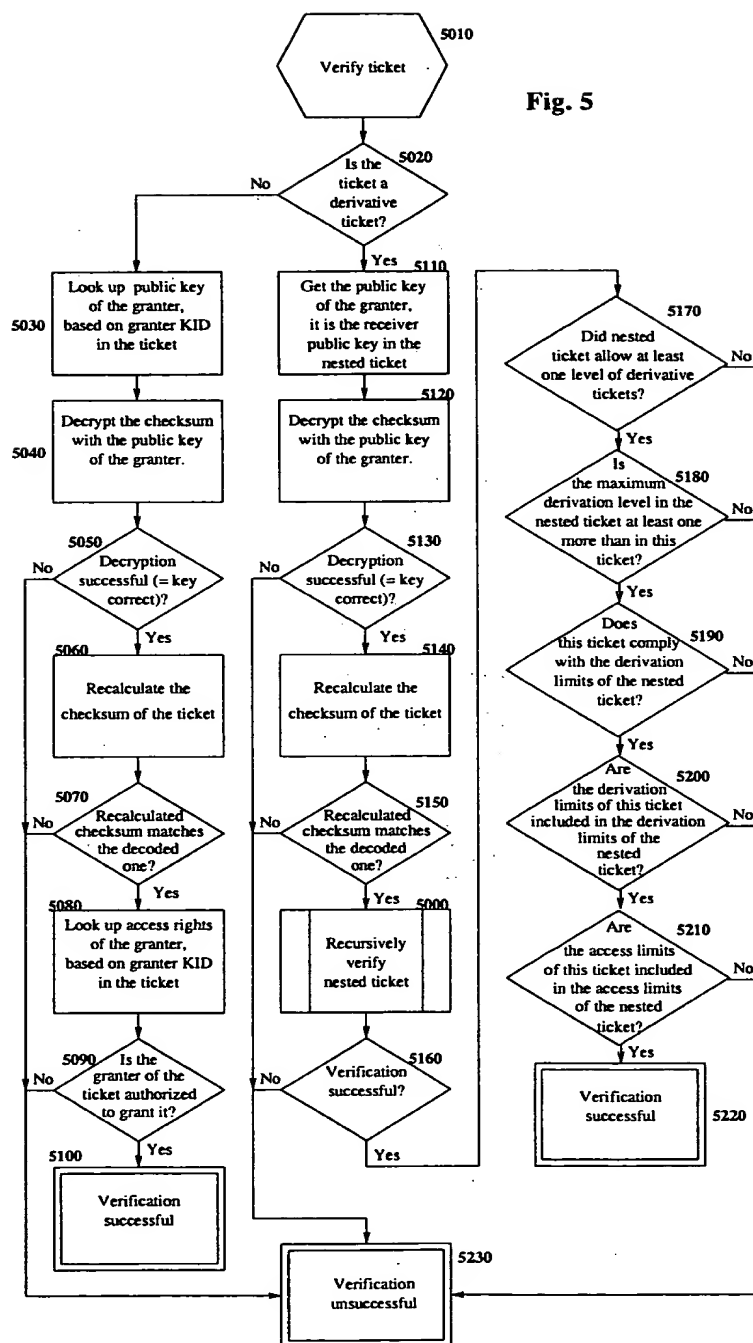 5010
Verify ticket
Fig. 5
5020
Is the
ticket a
derivative
ticket?
No
Yes
5030
Look up public key
of the granter,
based on granter KID
in the ticket
5040
Decrypt the checksum
with the public key
of the granter.
5050
Decryption
successful (= key
correct)?
No
Yes
5060
Recalculate the
checksum of the ticket
5070
Recalculated
checksum matches
the decoded
one?
No
Yes
5080
Look up access rights
of the granter,
based on granter KID
in the ticket
5090
Is the
granter of the
ticket authorized
to grant it?
No
Yes
5100
Verification
successful
5110
Get the public key
of the granter,
it is the receiver
public key in the
nested ticket
5120
Decrypt the checksum
with the public key
of the granter.
5130
Decryption
successful (= key
correct)?
No
Yes
5140
Recalculate the
checksum of the ticket
5150
Recalculated
checksum matches
the decoded
one?
No
Yes
5000
Recursively
verify
nested ticket
5160
Verification
successful?
No
Yes
5170
Did nested
ticket allow at least
one level of derivative
tickets?
No
Yes
5180
Is
the maximum
derivation level in the
nested ticket at least one
more than in this
ticket?
No
Yes
5190
Does
this ticket comply
with the derivation
limits of the nested
ticket?
No
Yes
5200
Are
the derivation
limits of this ticket
included in the derivation
limits of the
nested
ticket?
No
Yes
5210
Are
the access limits
of this ticket included
in the access limits
of the nested
ticket?
No
Yes
Verification
successful
5220
5230
Verification
unsuccessful